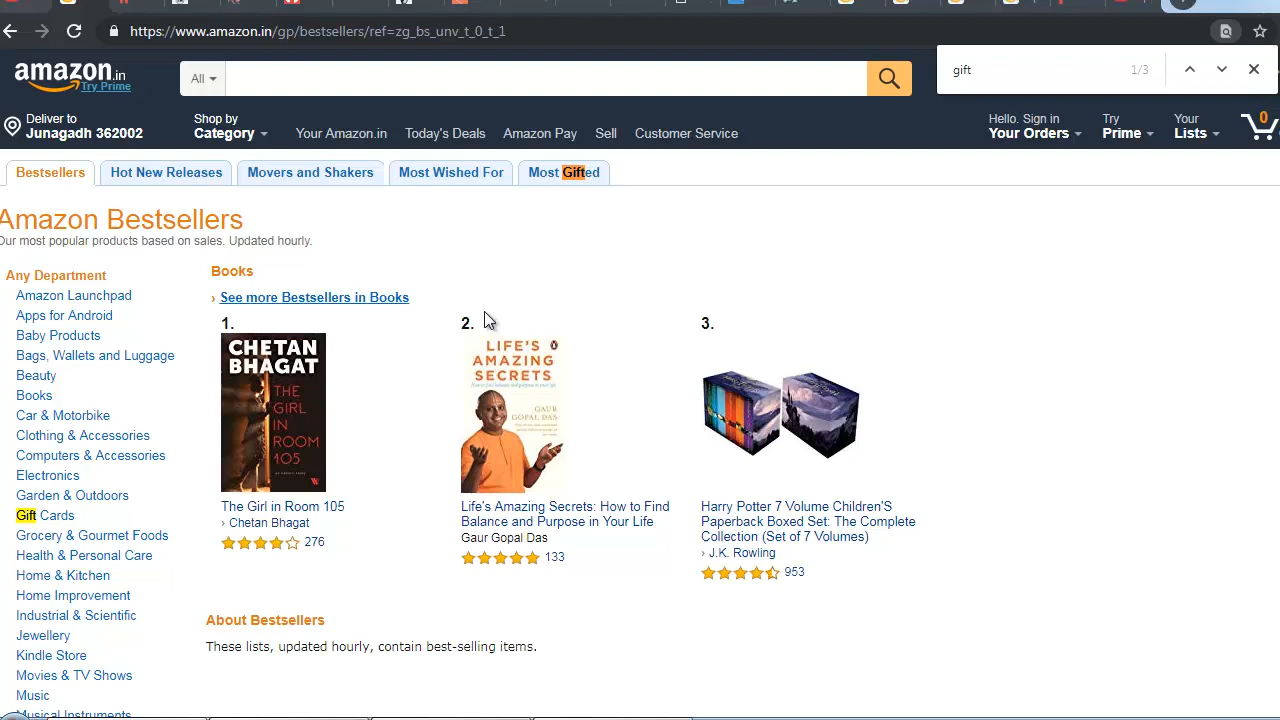 https://www.amazon.in/gp/bestsellers/ref=zg_bs_unv_t_0_t_1
gift 1/3
amazon.in
Try Prime
All
Deliver to
Junagadh 362002
Shop by
Category
Your Amazon.in Today's Deals Amazon Pay Sell Customer Service
Hello. Sign in
Your Orders
Try
Prime
Your
Lists
0
Bestsellers Hot New Releases Movers and Shakers Most Wished For Most Gifted
Amazon Bestsellers
Our most popular products based on sales. Updated hourly.
Any Department
Amazon Launchpad
Apps for Android
Baby Products
Bags, Wallets and Luggage
Beauty
Books
Car & Motorbike
Clothing & Accessories
Computers & Accessories
Electronics
Garden & Outdoors
Gift Cards
Grocery & Gourmet Foods
Health & Personal Care
Home & Kitchen
Home Improvement
Industrial & Scientific
Jewellery
Kindle Store
Movies & TV Shows
Music
Musical Instruments
Books
› See more Bestsellers in Books
1.
CHETAN
BHAGAT
THE
GIRL
IN
ROOM
105
The Girl in Room 105
› Chetan Bhagat
276
2.
LIFE'S
AMAZING
SECRETS
GAUR
GOPAL DAS
Life's Amazing Secrets: How to Find
Balance and Purpose in Your Life
Gaur Gopal Das
133
3.
Harry Potter 7 Volume Children'S
Paperback Boxed Set: The Complete
Collection (Set of 7 Volumes)
› J.K. Rowling
953
About Bestsellers
These lists, updated hourly, contain best-selling items.